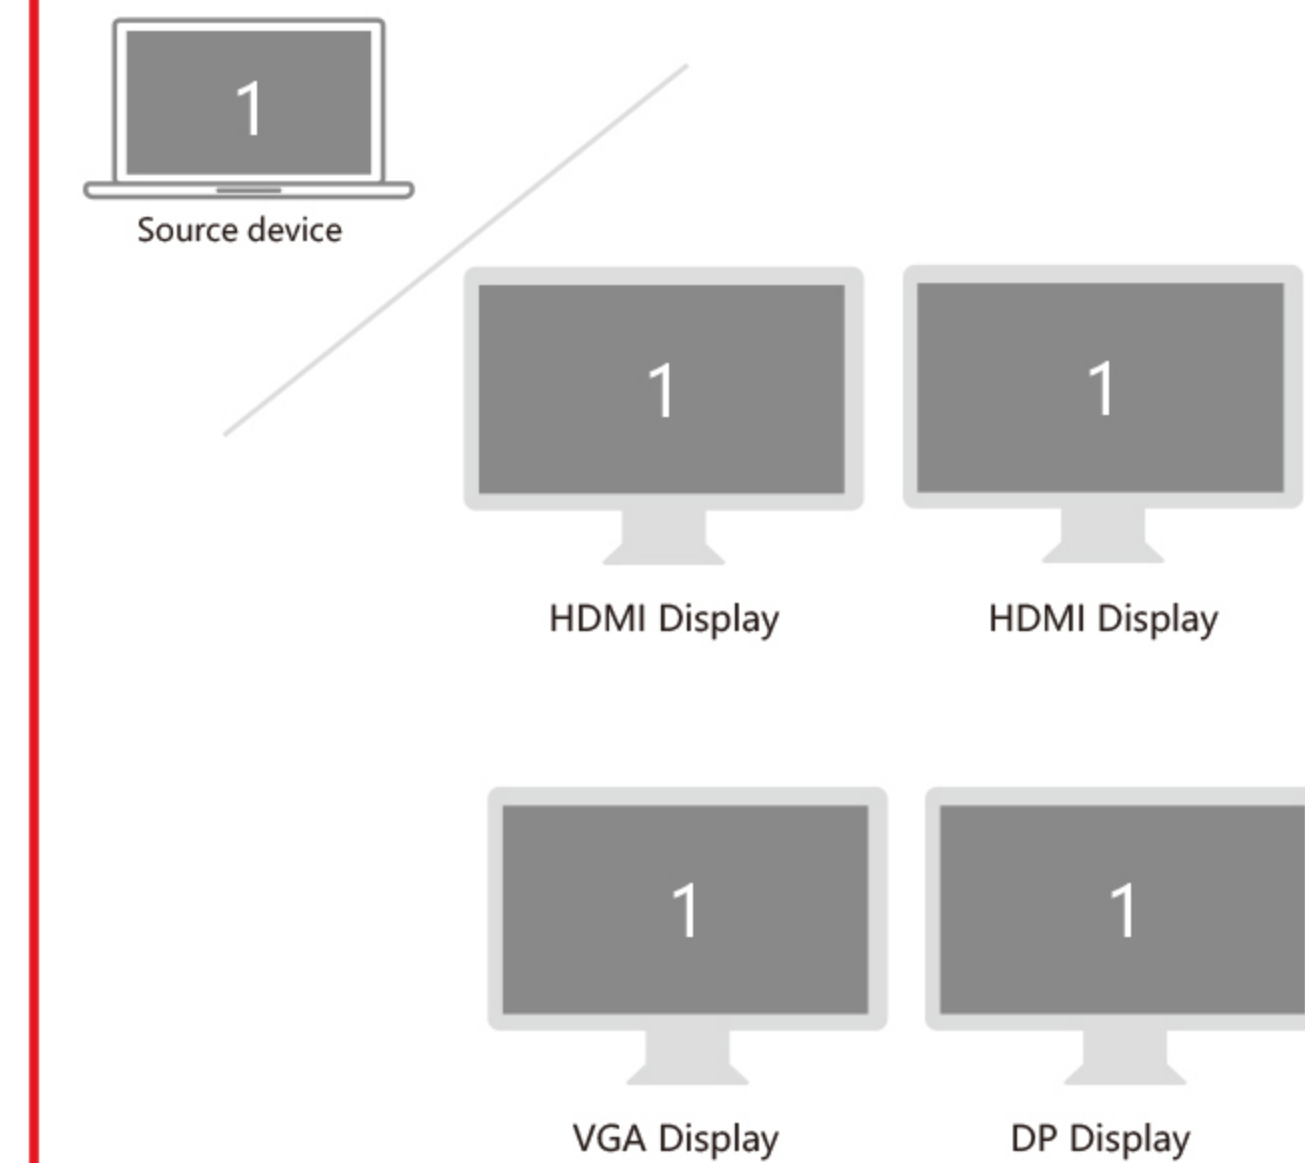 1
Source device
1 1
HDMI Display HDMI Display
1 1
VGA Display DP Display